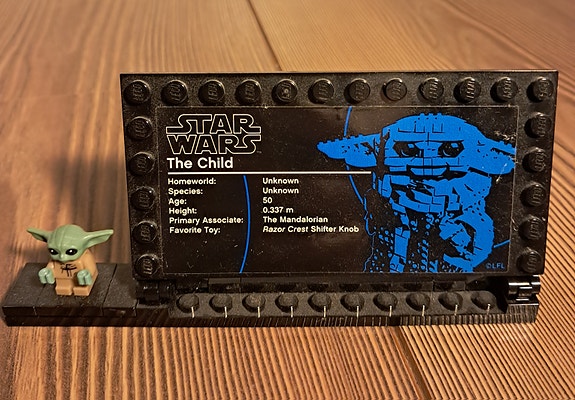 STAR
WARS
The Child
Homeworld: Unknown
Species: Unknown
Age: 50
Height: 0.337 m
Primary Associate: The Mandalorian
Favorite Toy: Razor Crest Shifter Knob
©LFL